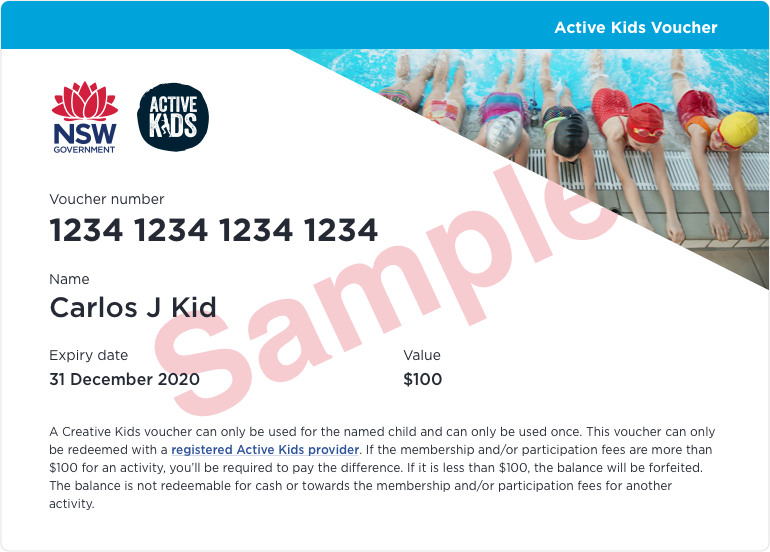 Active Kids Voucher
NSW
GOVERNMENT
ACTIVE
KIDS
Voucher number
1234 1234 1234 1234
Name
Carlos J Kid
Sample
Expiry date
31 December 2020
Value
$100
A Creative Kids voucher can only be used for the named child and can only be used once. This voucher can only
be redeemed with a registered Active Kids provider. If the membership and/or participation fees are more than
$100 for an activity, you’ll be required to pay the difference. If it is less than $100, the balance will be forfeited.
The balance is not redeemable for cash or towards the membership and/or participation fees for another
activity.